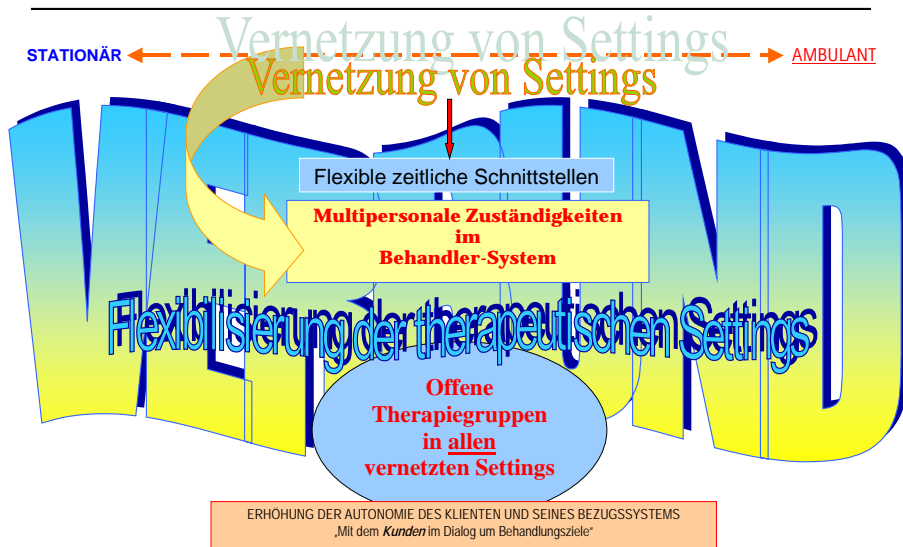 Vernetzung von Settings
STATIONÄR
AMBULANT
Vernetzung von Settings
VERBUND
Flexible zeitliche Schnittstellen
Multipersonale Zuständigkeiten
im
Behandler-System
Flexibilisierung der therapeutischen Settings
Offene
Therapiegruppen
in allen
vernetzten Settings
ERHÖHUNG DER AUTONOMIE DES KLIENTEN UND SEINES BEZUGSSYSTEMS
„Mit dem Kunden im Dialog um Behandlungsziele“